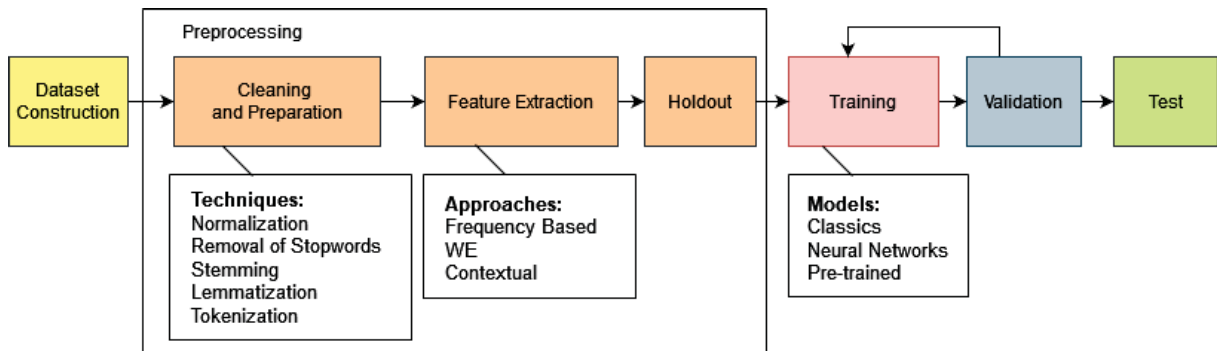 Preprocessing
Dataset
Construction
Cleaning
and Preparation
Feature Extraction
Holdout
Training
Validation
Test
Techniques:
Normalization
Removal of Stopwords
Stemming
Lemmatization
Tokenization
Approaches:
Frequency Based
WE
Contextual
Models:
Classics
Neural Networks
Pre-trained